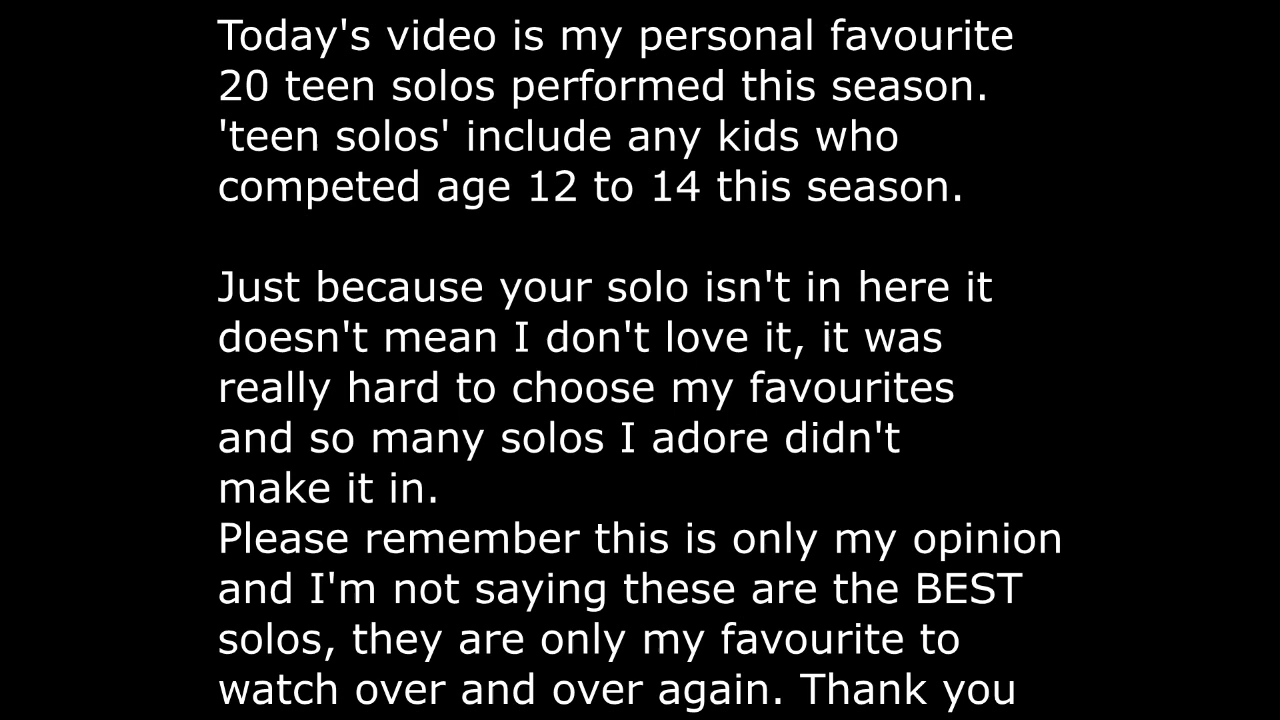 Today's video is my personal favourite
20 teen solos performed this season.
'teen solos' include any kids who
competed age 12 to 14 this season.
Just because your solo isn't in here it
doesn't mean I don't love it, it was
really hard to choose my favourites
and so many solos I adore didn't
make it in.
Please remember this is only my opinion
and I'm not saying these are the BEST
solos, they are only my favourite to
watch over and over again. Thank you